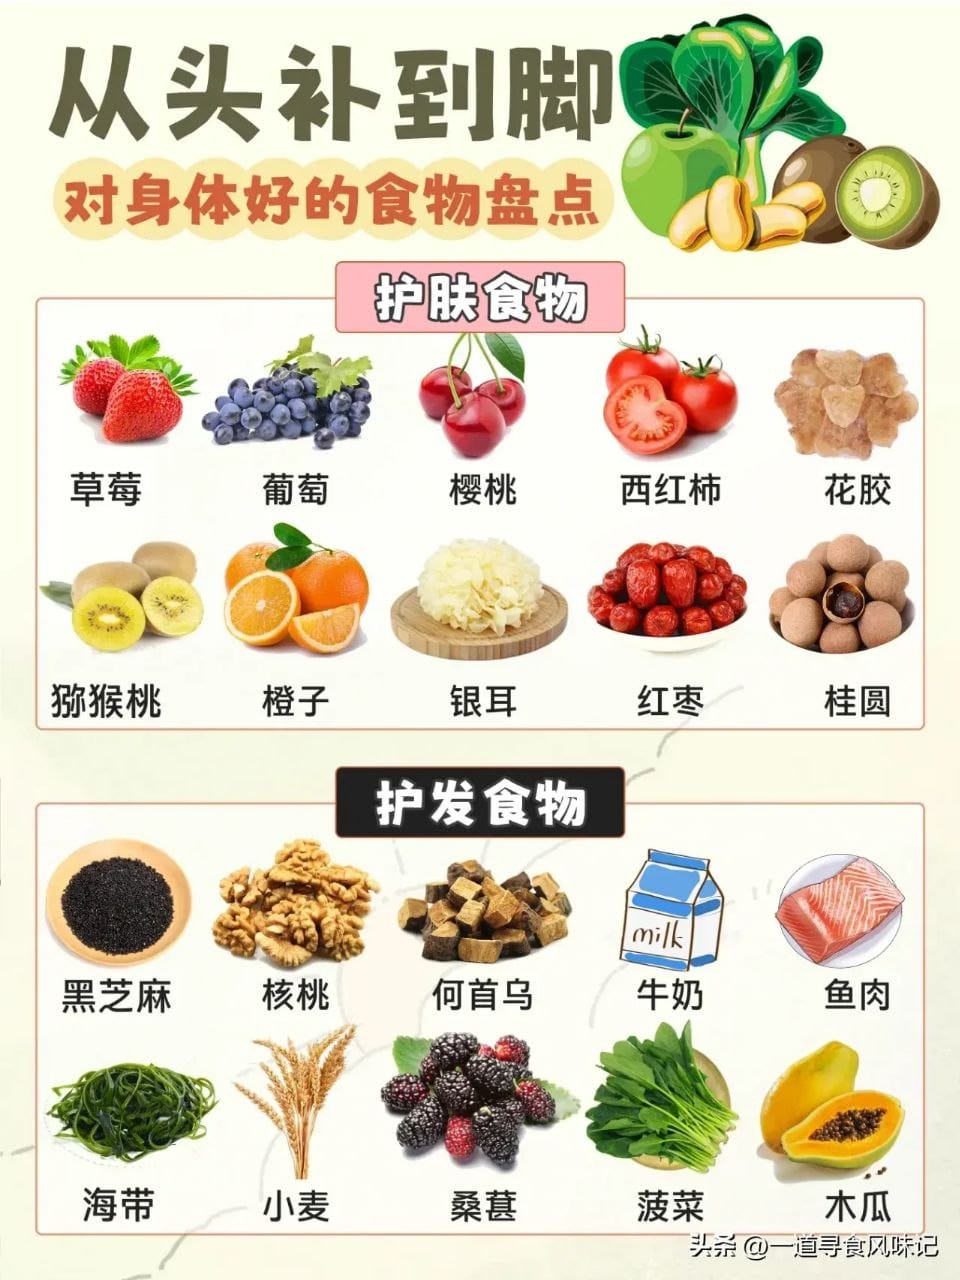 从头补到脚
对身体好的食物盘点
护肤食物
草莓 葡萄 樱桃 西红柿 花胶
猕猴桃 橙子 银耳 红枣 桂圆
护发食物
milk
黑芝麻 核桃 何首乌 牛奶 鱼肉
海带 小麦 桑葚 菠菜 木瓜
头条 @一道寻食风味记